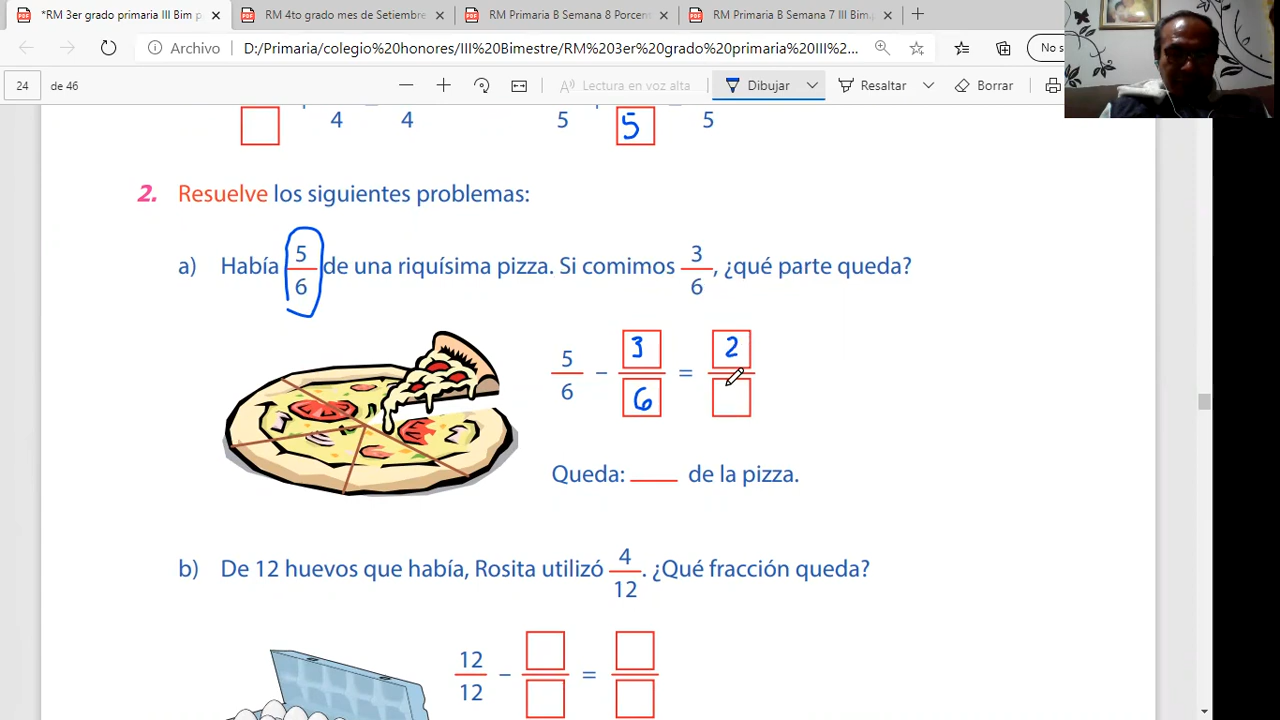 *RM 3er grado primaria III Bim p
RM 4to grado mes de Setiembre
RM Primaria B Semana 8 Porcen
RM Primaria B Semana 7 III Bim.p
Archivo
D:/Primaria/colegio%20honores/III%20Bimestre/RM%203er%20grado%20primaria%20III%2...
No s
24 de 46
Lectura en voz alta
Dibujar
Resaltar
Borrar
4 4 5 5 5
2. Resuelve los siguientes problemas:
a) Había 5/6 de una riquísima pizza. Si comimos 3/6, ¿qué parte queda?
5/6 - 3/6 = 2
Queda: ____ de la pizza.
b) De 12 huevos que había, Rosita utilizó 4/12. ¿Qué fracción queda?
12/12 - =